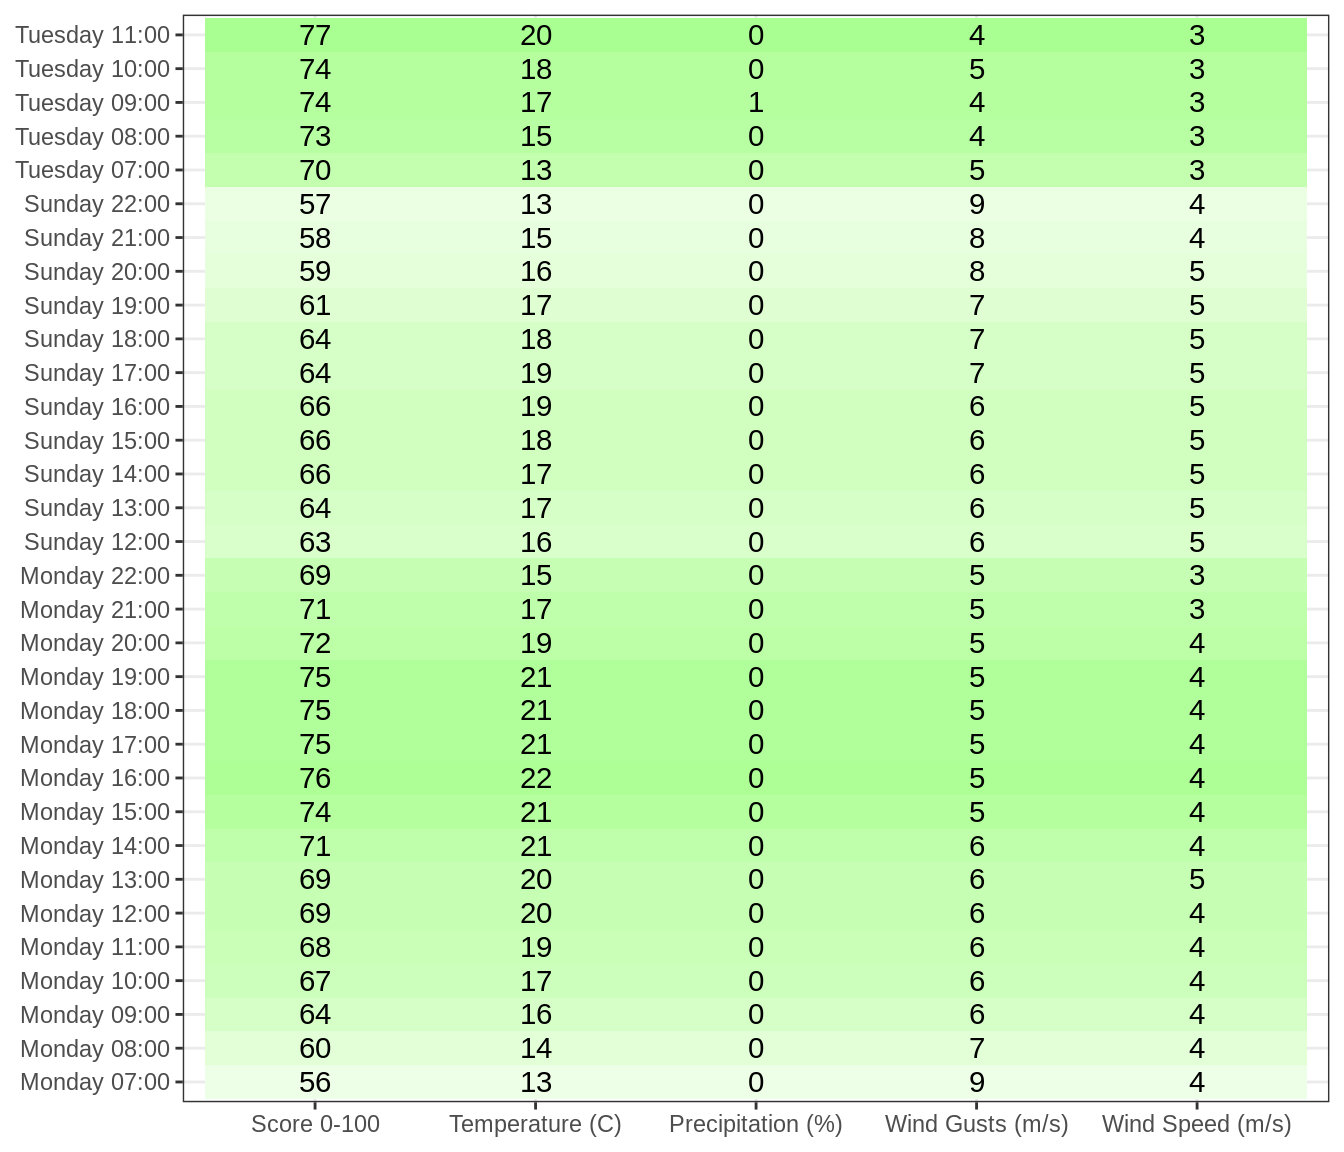 Tuesday 11:00 77 20 0 4 3
Tuesday 10:00 74 18 0 5 3
Tuesday 09:00 74 17 1 4 3
Tuesday 08:00 73 15 0 4 3
Tuesday 07:00 70 13 0 5 3
Sunday 22:00 57 13 0 9 4
Sunday 21:00 58 15 0 8 4
Sunday 20:00 59 16 0 8 5
Sunday 19:00 61 17 0 7 5
Sunday 18:00 64 18 0 7 5
Sunday 17:00 64 19 0 7 5
Sunday 16:00 66 19 0 6 5
Sunday 15:00 66 18 0 6 5
Sunday 14:00 66 17 0 6 5
Sunday 13:00 64 17 0 6 5
Sunday 12:00 63 16 0 6 5
Monday 22:00 69 15 0 5 3
Monday 21:00 71 17 0 5 3
Monday 20:00 72 19 0 5 4
Monday 19:00 75 21 0 5 4
Monday 18:00 75 21 0 5 4
Monday 17:00 75 21 0 5 4
Monday 16:00 76 22 0 5 4
Monday 15:00 74 21 0 5 4
Monday 14:00 71 21 0 6 4
Monday 13:00 69 20 0 6 5
Monday 12:00 69 20 0 6 4
Monday 11:00 68 19 0 6 4
Monday 10:00 67 17 0 6 4
Monday 09:00 64 16 0 6 4
Monday 08:00 60 14 0 7 4
Monday 07:00 56 13 0 9 4
Score 0-100 Temperature (C) Precipitation (%) Wind Gusts (m/s) Wind Speed (m/s)